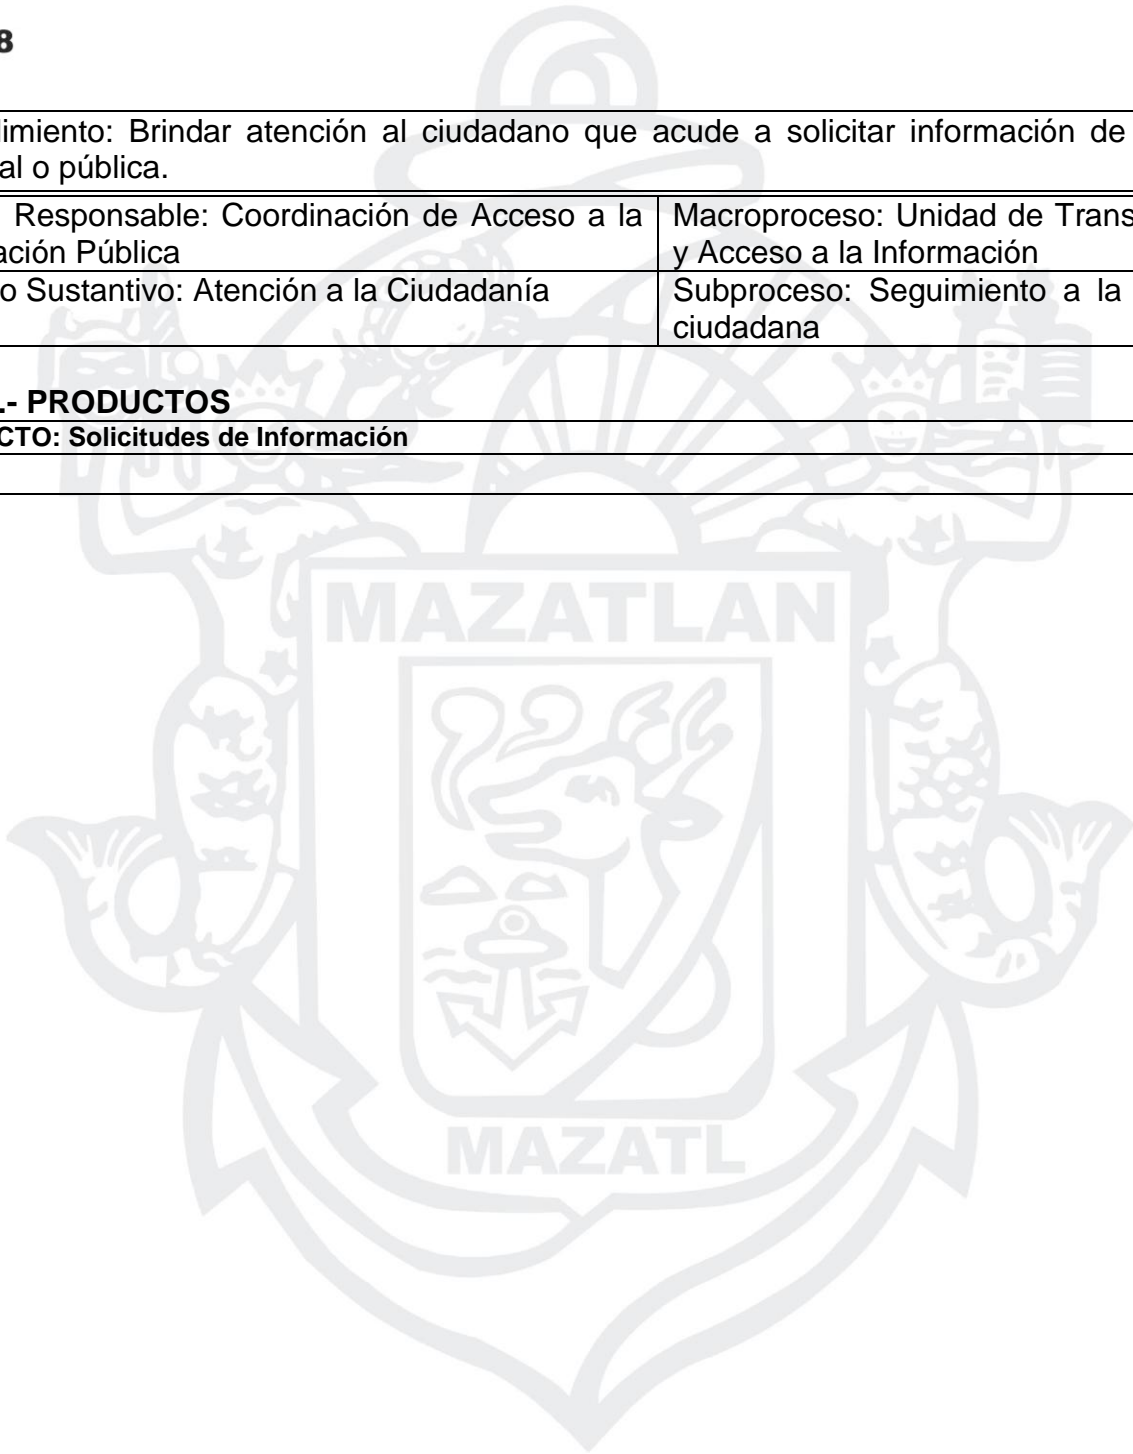 8
limiento: Brindar atención al ciudadano que acude a solicitar información de
al o pública.
Responsable: Coordinación de Acceso a la
ación Pública
Macroproceso: Unidad de Trans
y Acceso a la Información
o Sustantivo: Atención a la Ciudadanía
Subproceso: Seguimiento a la
ciudadana
.- PRODUCTOS
CTO: Solicitudes de Información
MAZATLAN
MAZATL